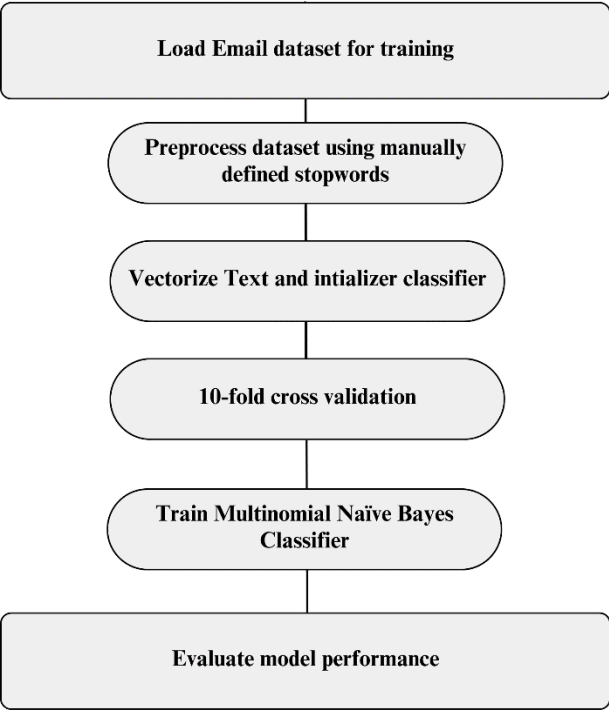 Load Email dataset for training
Preprocess dataset using manually
defined stopwords
Vectorize Text and intializer classifier
10-fold cross validation
Train Multinomial Naïve Bayes
Classifier
Evaluate model performance